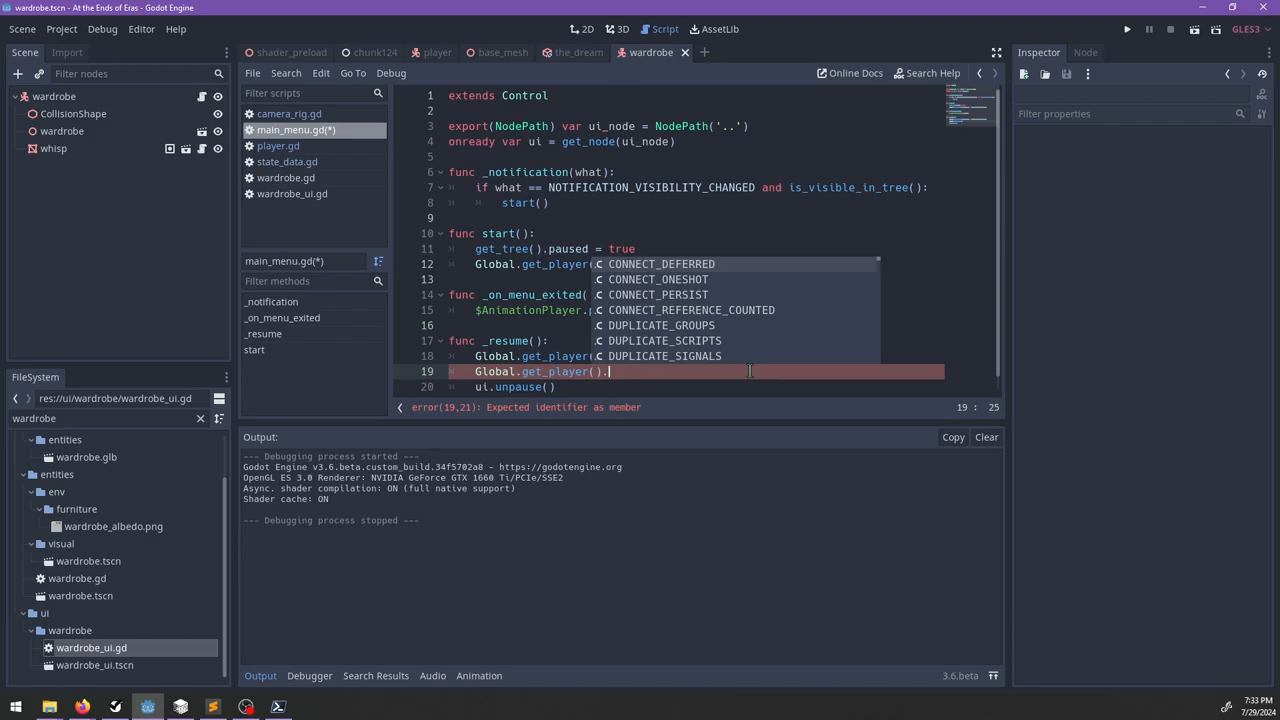 wardrobe.tscn - At the Ends of Eras - Godot Engine
Scene Project Debug Editor Help
2D 3D Script AssetLib
GLES3
Scene Import
Filter nodes
wardrobe
CollisionShape
wardrobe
whisp
FileSystem
res://ui/wardrobe/wardrobe_ui.gd
wardrobe
entities
wardrobe.glb
entities
env
furniture
wardrobe_albedo.png
visual
wardrobe.tscn
wardrobe.gd
wardrobe.tscn
ui
wardrobe
wardrobe_ui.gd
wardrobe_ui.tscn
shader_preload chunk124 player base_mesh the_dream wardrobe
File Search Edit Go To Debug
Online Docs Search Help
Filter scripts
camera_rig.gd
main_menu.gd(*)
player.gd
state_data.gd
wardrobe.gd
wardrobe_ui.gd
main_menu.gd(*)
Filter methods
_notification
_on_menu_exited
_resume
start
1 extends Control
2
3 export(NodePath) var ui_node = NodePath('..')
4 onready var ui = get_node(ui_node)
5
6 func _notification(what):
7 if what == NOTIFICATION_VISIBILITY_CHANGED and is_visible_in_tree():
8 start()
9
10 func start():
11 get_tree().paused = true
12 Global.get_player(
13
14 func _on_menu_exited(
15 $AnimationPlayer.
16
17 func _resume():
18 Global.get_player(
19 Global.get_player().
20 ui.unpause()
CONNECT_DEFERRED
CONNECT_ONESHOT
CONNECT_PERSIST
CONNECT_REFERENCE_COUNTED
DUPLICATE_GROUPS
DUPLICATE_SCRIPTS
DUPLICATE_SIGNALS
error(19,21): Expected identifier as member
19 : 25
Output:
Copy Clear
--- Debugging process started ---
Godot Engine v3.6.beta.custom_build.34f5702a8 - https://godotengine.org
OpenGL ES 3.0 Renderer: NVIDIA GeForce GTX 1660 Ti/PCIe/SSE2
Async. shader compilation: ON (full native support)
Shader cache: ON
--- Debugging process stopped ---
Output Debugger Search Results Audio Animation
3.6.beta
Inspector Node
Filter properties
7:33 PM
7/29/2024